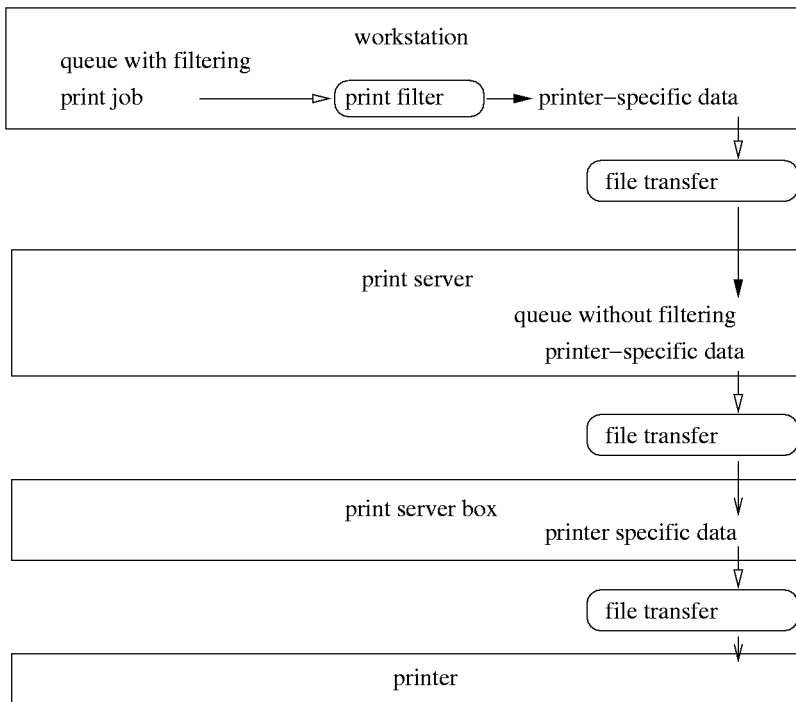 workstation
queue with filtering
print job
print filter
printer–specific data
file transfer
print server
queue without filtering
printer–specific data
file transfer
print server box
printer specific data
file transfer
printer